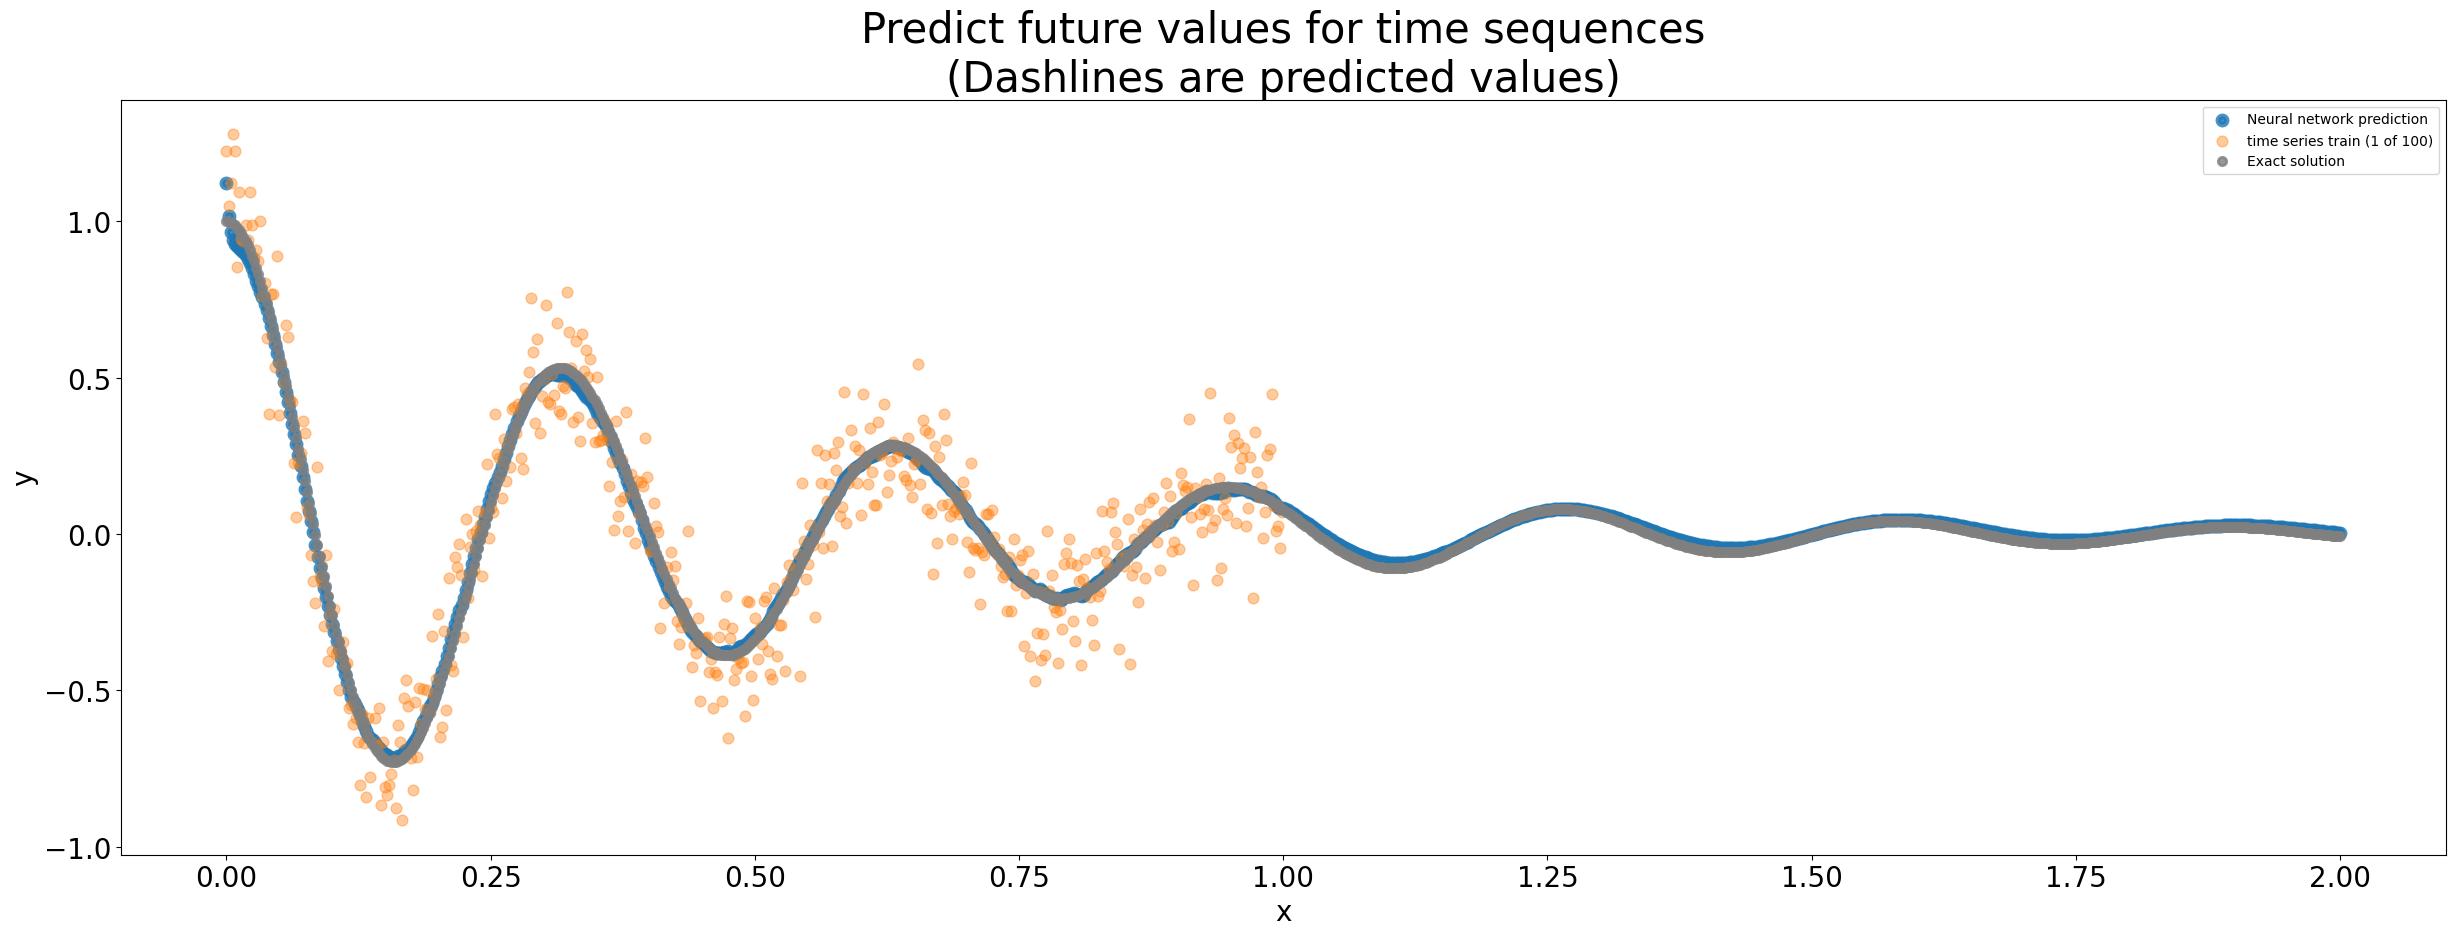 Predict future values for time sequences
(Dashlines are predicted values)
Neural network prediction
time series train (1 of 100)
Exact solution
y
1.0
0.5
0.0
−0.5
−1.0
0.00 0.25 0.50 0.75 1.00 1.25 1.50 1.75 2.00
x